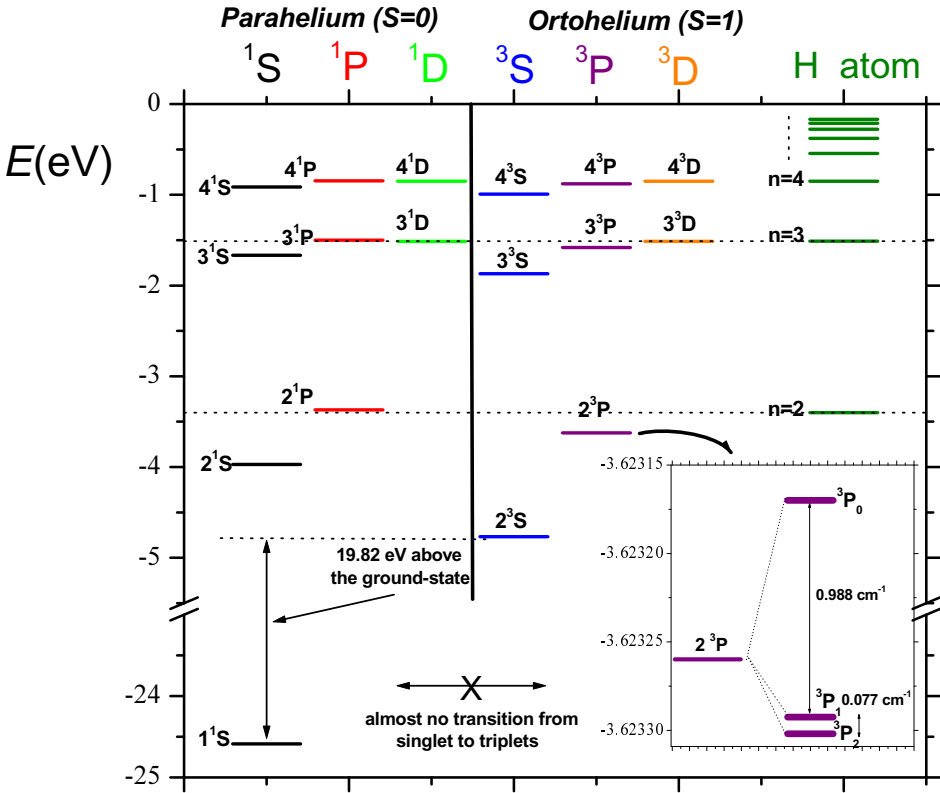 Parahelium (S=0) Ortohelium (S=1)
¹S ¹P ¹D ³S ³P ³D H atom
E(eV)
0
-1
-2
-3
-4
-5
-24
-25
4¹S
4¹P
4¹D
4³S
4³P
4³D
n=4
3¹S
3¹P
3¹D
3³S
3³P
3³D
n=3
2¹P
2³P
n=2
2¹S
2³S
19.82 eV above
the ground-state
1¹S
X
almost no transition from
singlet to triplets
-3.62315
-3.62320
-3.62325
-3.62330
³P₀
0.988 cm⁻¹
2 ³P
³P₁ 0.077 cm⁻¹
³P₂